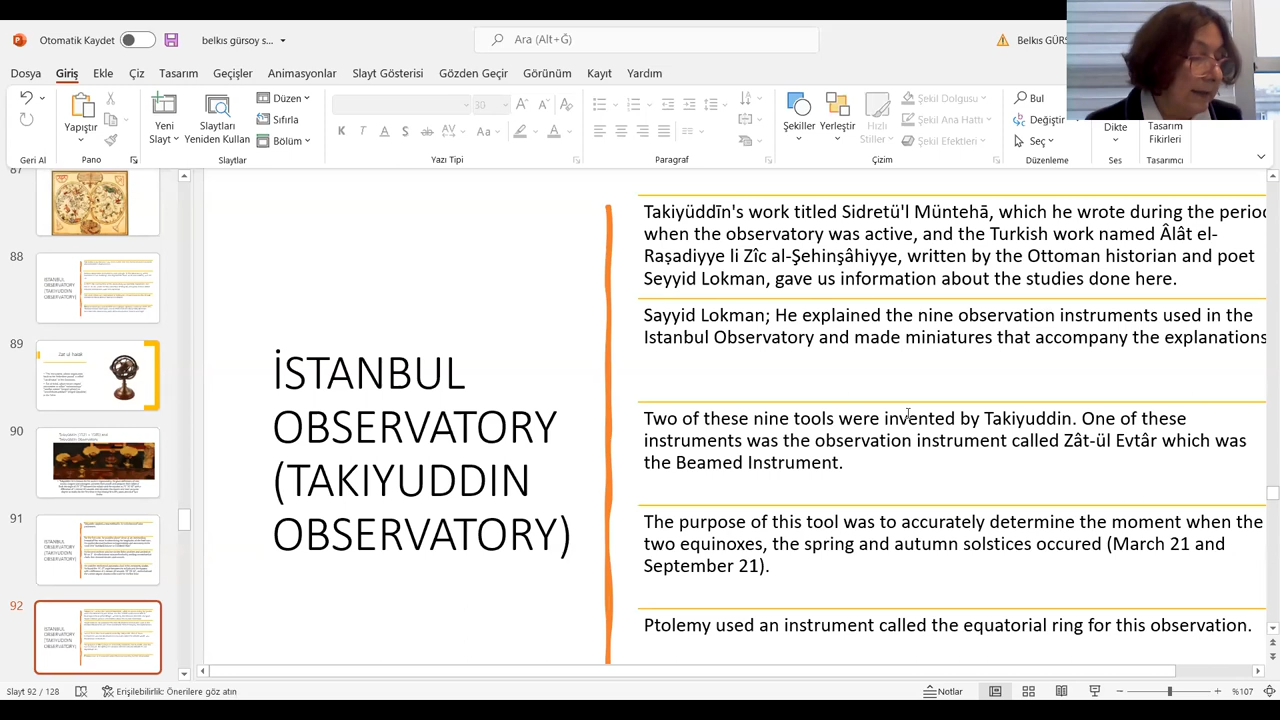 Otomatik Kaydet
belkıs gürsoy s...
Ara (Alt+G)
Belkıs GÜR
Dosya
Giriş
Ekle
Çiz
Tasarım
Geçişler
Animasyonlar
Slayt Gösterisi
Gözden Geçir
Görünüm
Kayıt
Yardım
Yapıştır
Yeni Slayt
Slaytları Yeniden Kullan
Düzen
Sıfırla
Bölüm
30
K
T
A
S
ab
AV
Aa
Şekiller
Yerleştir
Hızlı Stiller
Şekil Dolgusu
Şekil Ana Hattı
Şekil Efektleri
Bul
Değiştir
Seç
Dikte
Tasarım Fikirleri
Geri Al
Pano
Slaytlar
Yazı Tipi
Paragraf
Çizim
Düzenleme
Ses
Tasarımcı
87
88
89
90
91
92
İSTANBUL
OBSERVATORY
(TAKIYUDDIN
OBSERVATORY)
Takiyüddīn's work titled Sidretü'l Müntehā, which he wrote during the period
when the observatory was active, and the Turkish work named Âlât el-
Raşadiyye li Zîc al-Şehinşâhiyye, written by the Ottoman historian and poet
Seyyid Lokman, gave us information about the studies done here.
Sayyid Lokman; He explained the nine observation instruments used in the
Istanbul Observatory and made miniatures that accompany the explanations
Two of these nine tools were invented by Takiyuddin. One of these
instruments was the observation instrument called Zât-ül Evtâr which was
the Beamed Instrument.
The purpose of this tool was to accurately determine the moment when the
two equinoxes, the spring and autumn solstices occured (March 21 and
September 21).
Ptolemy used an instrument called the equatorial ring for this observation.
Slayt 92 / 128
Erişilebilirlik: Önerilere göz atın
Notlar
%107